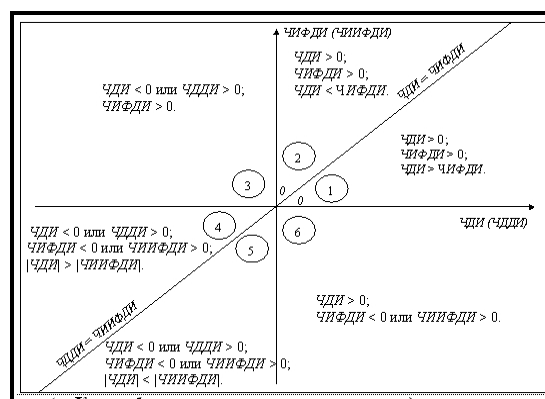 ЧИФДИ (ЧИИФДИ)
ЧДИ > 0;
ЧИФДИ > 0;
ЧДИ < ЧИФДИ.
ЧДИ = ЧИФДИ
ЧДИ < 0 или ЧДДИ > 0;
ЧИФДИ > 0.
ЧДИ > 0;
ЧИФДИ > 0;
ЧДИ > ЧИФДИ.
2
3
1
0
0
ЧДИ (ЧДДИ)
4
5
6
ЧДИ < 0 или ЧДДИ > 0;
ЧИФДИ < 0 или ЧИИФДИ > 0;
|ЧДИ| > |ЧИИФДИ|.
ЧДИ > 0;
ЧИФДИ < 0 или ЧИИФДИ > 0.
ЧДДИ = ЧИИФДИ
ЧДИ < 0 или ЧДДИ > 0;
ЧИФДИ < 0 или ЧИИФДИ > 0;
|ЧДИ| < |ЧИИФДИ|.